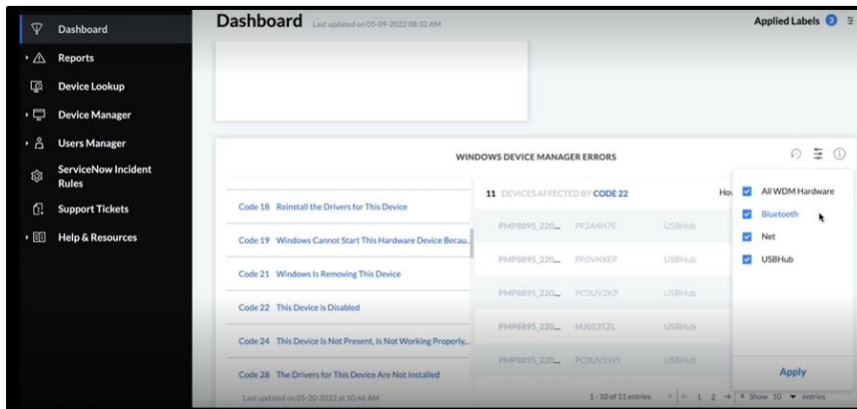 Dashboard
Reports
Device Lookup
Device Manager
Users Manager
ServiceNow Incident
Rules
Support Tickets
Help & Resources
Dashboard Last updated on 05-09-2022 08:32 AM
Applied Labels 3
WINDOWS DEVICE MANAGER ERRORS
11 DEVICES AFFECTED BY CODE 22
Code 18 Reinstall the Drivers for This Device
Code 19 Windows Cannot Start This Hardware Device Becau...
Code 21 Windows Is Removing This Device
Code 22 This Device is Disabled
Code 24 This Device Is Not Present, Is Not Working Properly,...
Code 28 The Drivers for This Device Are Not Installed
Last updated on 05-20-2022 at 10:46 AM
PMP8895_220... PF2A4H7E USBHub
PMP8895_220... PF0VNXEP USBHub
PMP8895_220... PC0UV2KP USBHub
PMP8895_220... MJ013TZL USBHub
PMP8895_220... PC0UV1W5 USBHub
1 - 10 of 11 entries 1 2 Show 10 entries
All WDM Hardware
Bluetooth
Net
USBHub
Apply